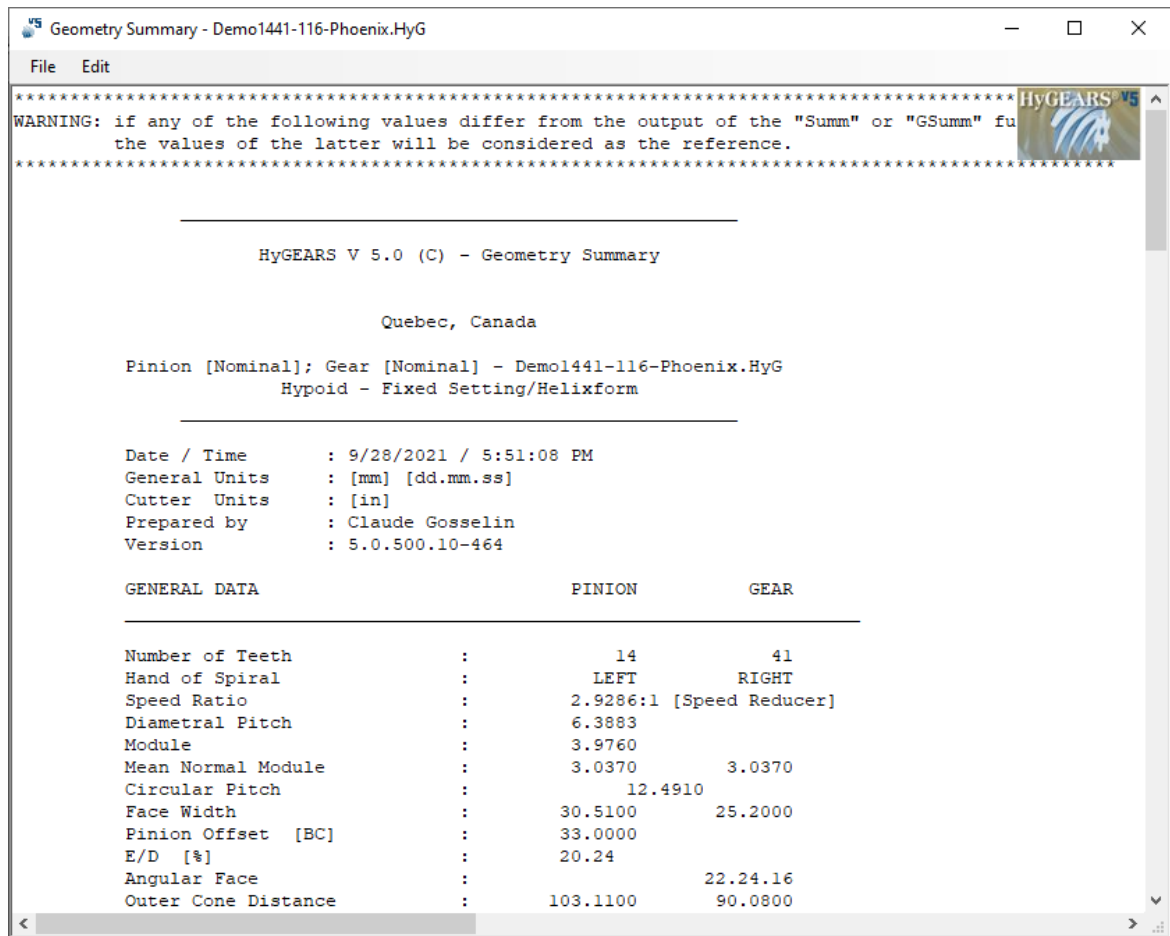 Geometry Summary - Demo1441-116-Phoenix.HyG
File Edit
****************************************************************************************** HyGEARS V5
WARNING: if any of the following values differ from the output of the "Summ" or "GSumm" fu
the values of the latter will be considered as the reference.
***************************************************************************************************
HyGEARS V 5.0 (C) - Geometry Summary
Quebec, Canada
Pinion [Nominal]; Gear [Nominal] - Demo1441-116-Phoenix.HyG
Hypoid - Fixed Setting/Helixform
Date / Time : 9/28/2021 / 5:51:08 PM
General Units : [mm] [dd.mm.ss]
Cutter Units : [in]
Prepared by : Claude Gosselin
Version : 5.0.500.10-464
GENERAL DATA PINION GEAR
Number of Teeth : 14 41
Hand of Spiral : LEFT RIGHT
Speed Ratio : 2.9286:1 [Speed Reducer]
Diametral Pitch : 6.3883
Module : 3.9760
Mean Normal Module : 3.0370 3.0370
Circular Pitch : 12.4910
Face Width : 30.5100 25.2000
Pinion Offset [BC] : 33.0000
E/D [%] : 20.24
Angular Face : 22.24.16
Outer Cone Distance : 103.1100 90.0800